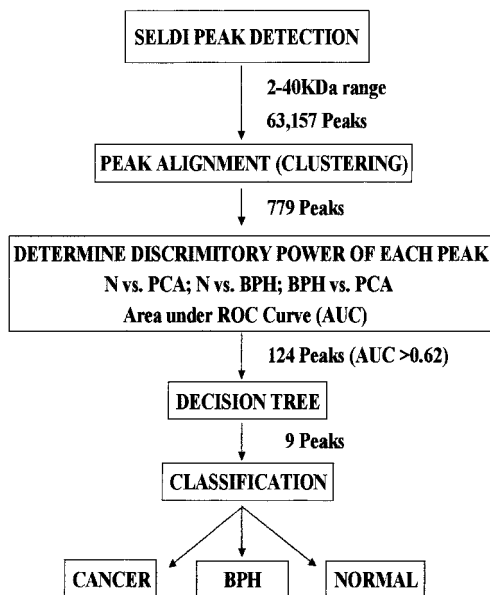 SELDI PEAK DETECTION
2-40KDa range
63,157 Peaks
PEAK ALIGNMENT (CLUSTERING)
779 Peaks
DETERMINE DISCRIMITORY POWER OF EACH PEAK
N vs. PCA; N vs. BPH; BPH vs. PCA
Area under ROC Curve (AUC)
124 Peaks (AUC >0.62)
DECISION TREE
9 Peaks
CLASSIFICATION
CANCER BPH NORMAL